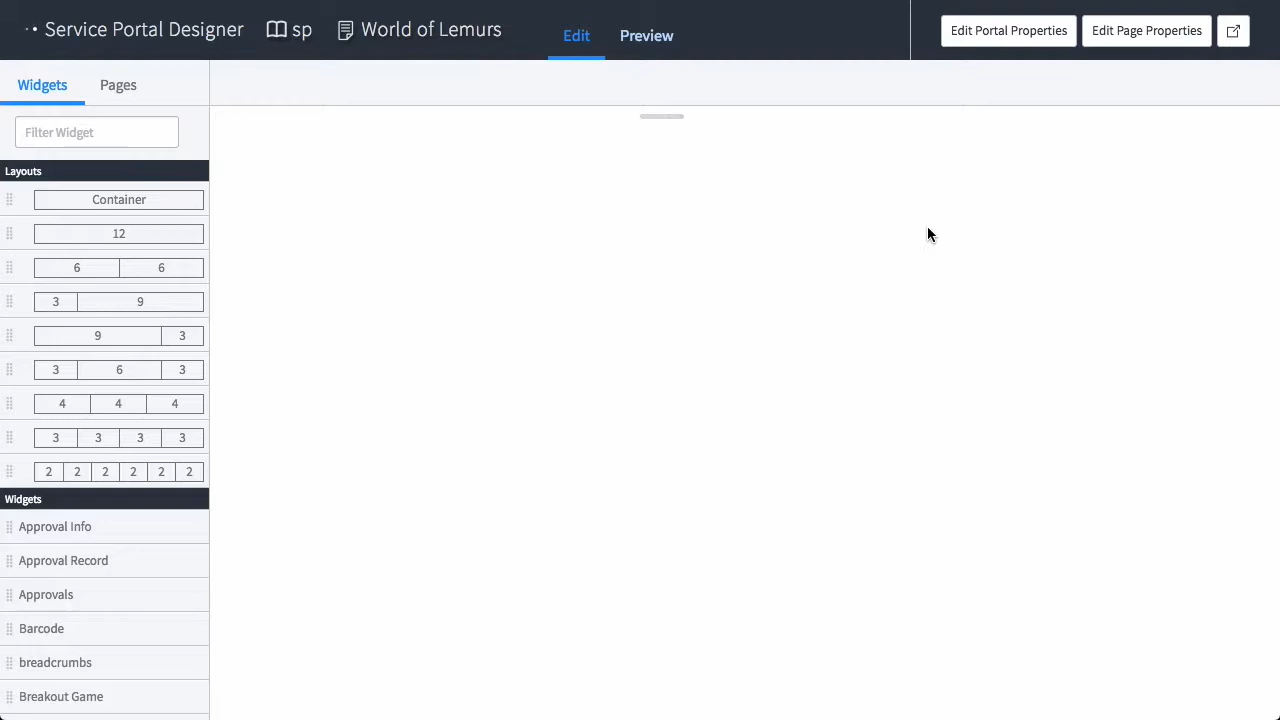 Service Portal Designer sp World of Lemurs Edit Preview Edit Portal Properties Edit Page Properties
Widgets Pages
Filter Widget
Layouts
Container
12
6 6
3 9
9 3
3 6 3
4 4 4
3 3 3 3
2 2 2 2 2 2
Widgets
Approval Info
Approval Record
Approvals
Barcode
breadcrumbs
Breakout Game